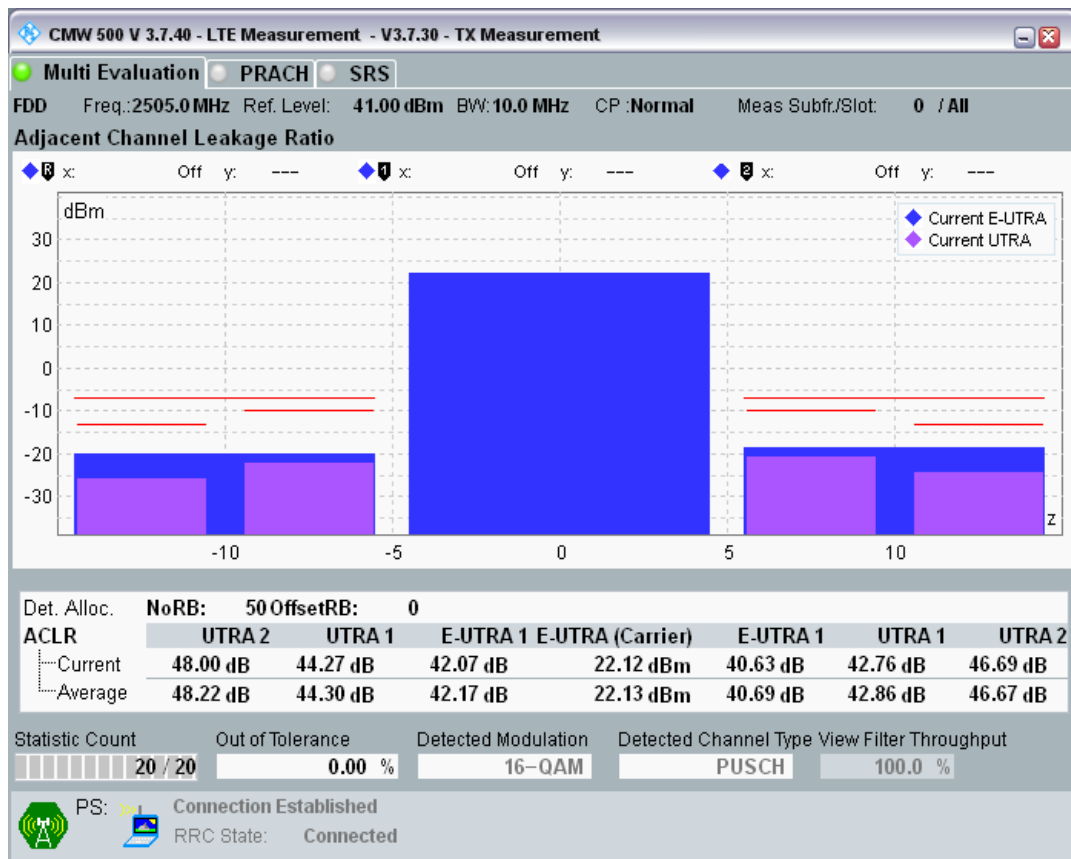 CMW 500 V 3.7.40 - LTE Measurement - V3.7.30 - TX Measurement
Multi Evaluation PRACH SRS
FDD Freq.:2505.0 MHz Ref. Level: 41.00 dBm BW:10.0 MHz CP :Normal Meas Subfr./Slot: 0 / All
Adjacent Channel Leakage Ratio
R x: Off y: --- 1 x: Off y: --- 2 x: Off y: ---
dBm
Current E-UTRA
Current UTRA
30
20
10
0
-10
-20
-30
z
-10 -5 0 5 10
Det. Alloc. NoRB: 50 OffsetRB: 0
ACLR UTRA 2 UTRA 1 E-UTRA 1 E-UTRA (Carrier) E-UTRA 1 UTRA 1 UTRA 2
Current 48.00 dB 44.27 dB 42.07 dB 22.12 dBm 40.63 dB 42.76 dB 46.69 dB
Average 48.22 dB 44.30 dB 42.17 dB 22.13 dBm 40.69 dB 42.86 dB 46.67 dB
Statistic Count Out of Tolerance Detected Modulation Detected Channel Type View Filter Throughput
20 / 20 0.00 % 16-QAM PUSCH 100.0 %
PS: Connection Established
RRC State: Connected